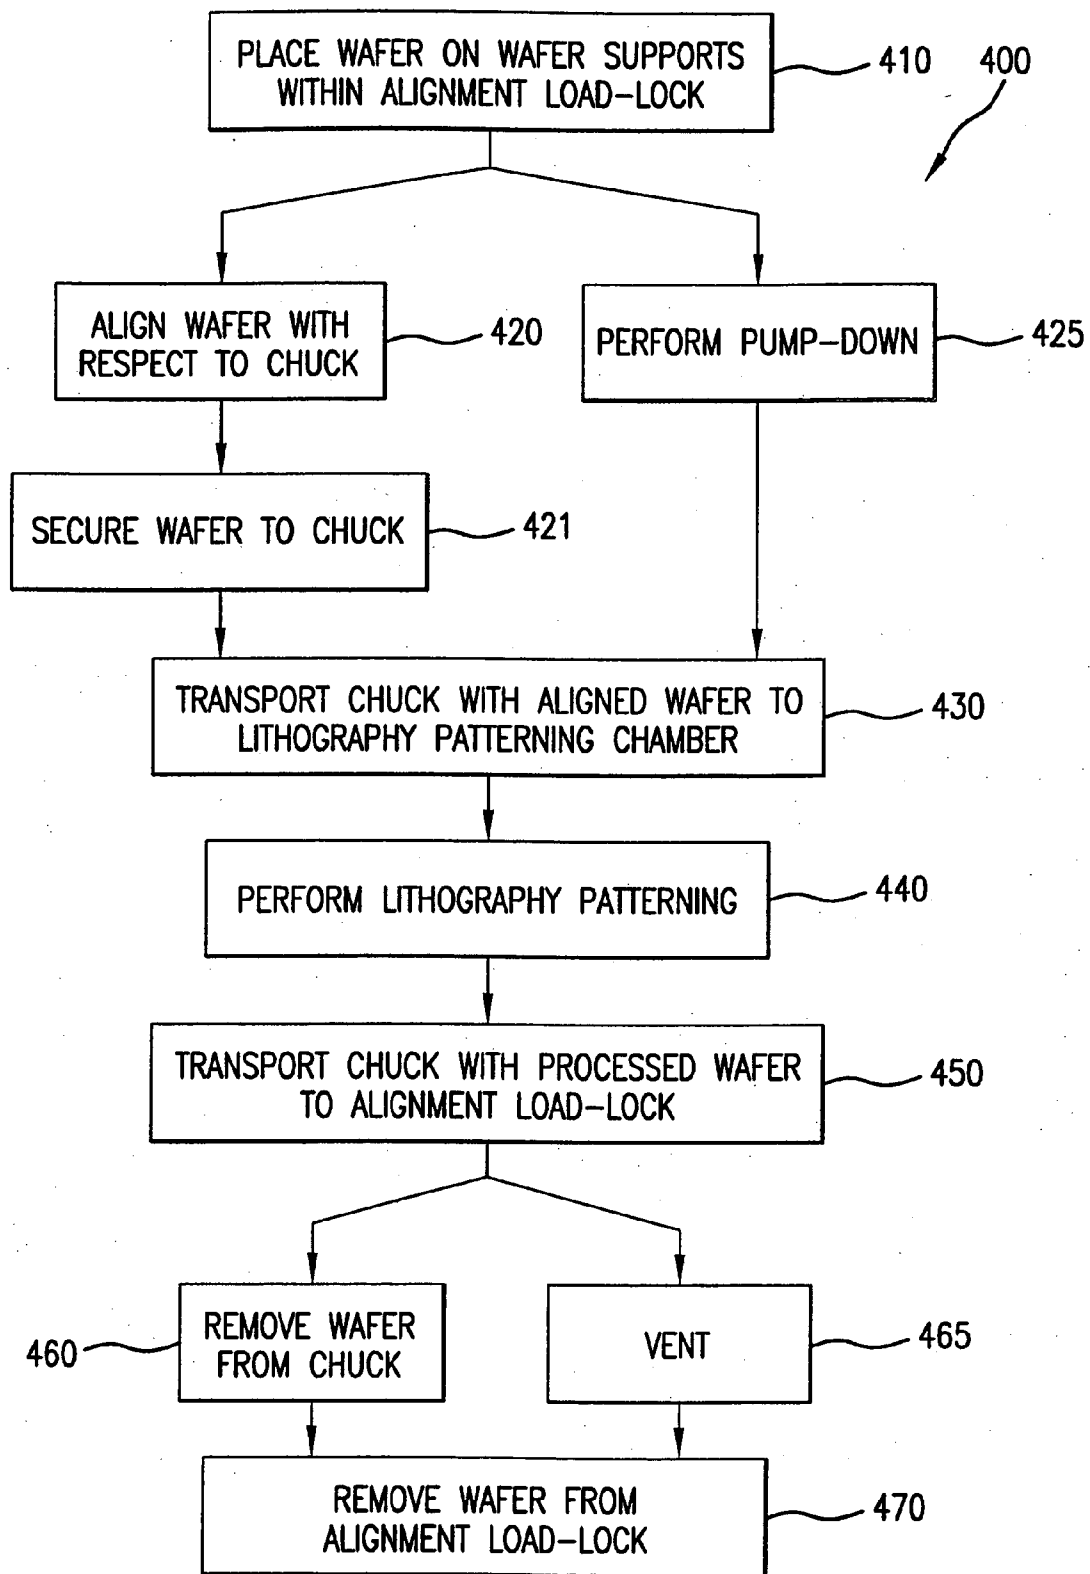 PLACE WAFER ON WAFER SUPPORTS
WITHIN ALIGNMENT LOAD-LOCK
410
400
ALIGN WAFER WITH
RESPECT TO CHUCK
420
PERFORM PUMP-DOWN
425
SECURE WAFER TO CHUCK
421
TRANSPORT CHUCK WITH ALIGNED WAFER TO
LITHOGRAPHY PATTERNING CHAMBER
430
PERFORM LITHOGRAPHY PATTERNING
440
TRANSPORT CHUCK WITH PROCESSED WAFER
TO ALIGNMENT LOAD-LOCK
450
460
REMOVE WAFER
FROM CHUCK
VENT
465
REMOVE WAFER FROM
ALIGNMENT LOAD-LOCK
470